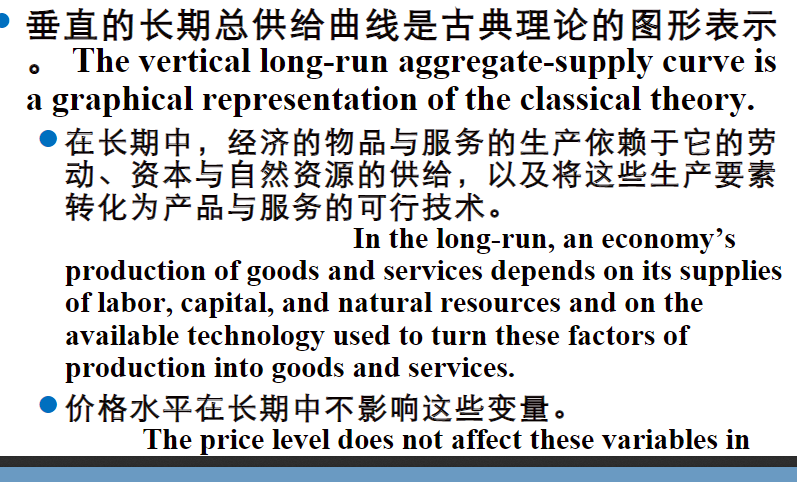 垂直的长期总供给曲线是古典理论的图形表示
。 The vertical long-run aggregate-supply curve is
a graphical representation of the classical theory.
在长期中，经济的物品与服务的生产依赖于它的劳
动、资本与自然资源的供给，以及将这些生产要素
转化为产品与服务的可行技术。
In the long-run, an economy’s
production of goods and services depends on its supplies
of labor, capital, and natural resources and on the
available technology used to turn these factors of
production into goods and services.
价格水平在长期中不影响这些变量。
The price level does not affect these variables in